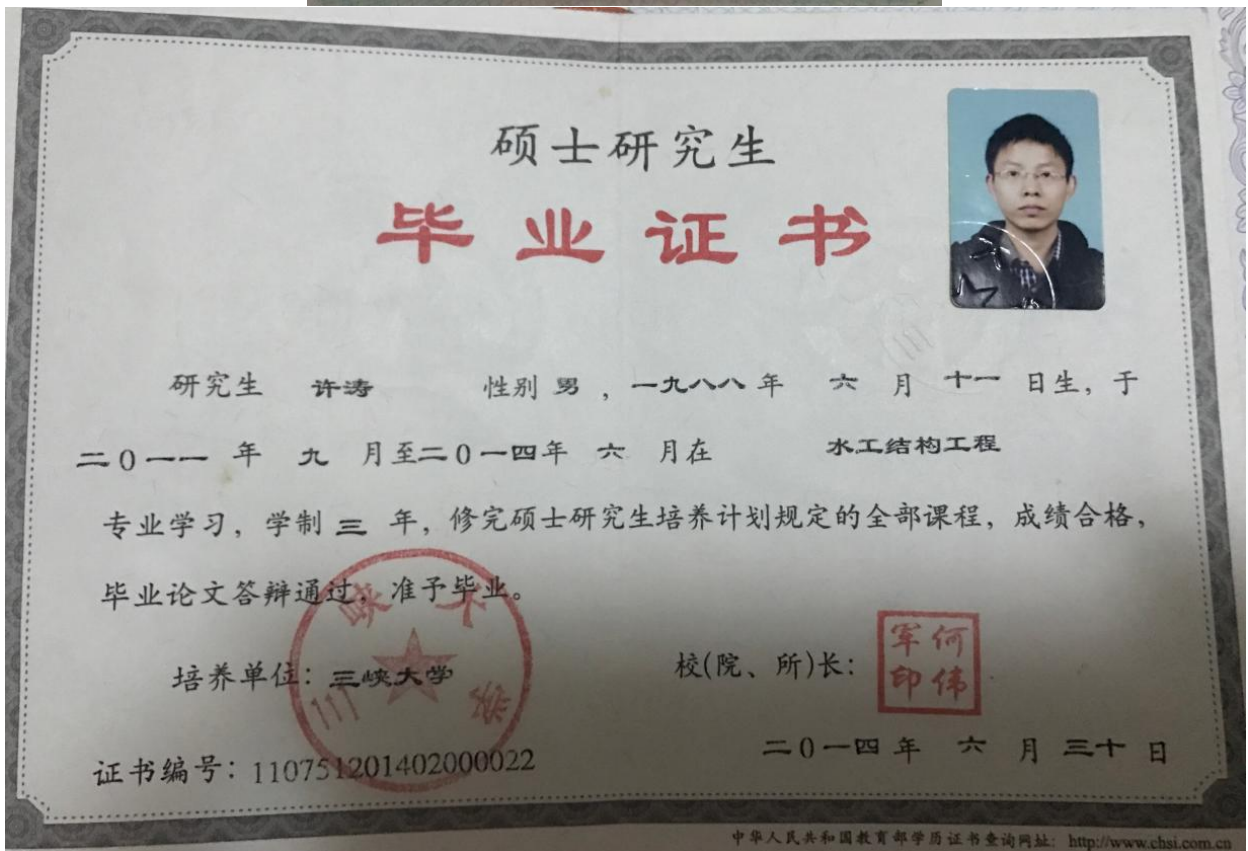 硕士研究生
毕业证书
研究生 许涛 性别 男 ，一九八八 年 六 月 十一 日生，于
二0一一 年 九 月至二0一四年 六 月在 水工结构工程
专业学习，学制 三 年，修完硕士研究生培养计划规定的全部课程，成绩合格，
毕业论文答辩通过，准予毕业。
培养单位：三峡大学
三峡大学
校(院、所)长：
何伟军印
二0一四 年 六 月 三十 日
证书编号：110751201402000022
中华人民共和国教育部学历证书查询网址：http://www.chsi.com.cn